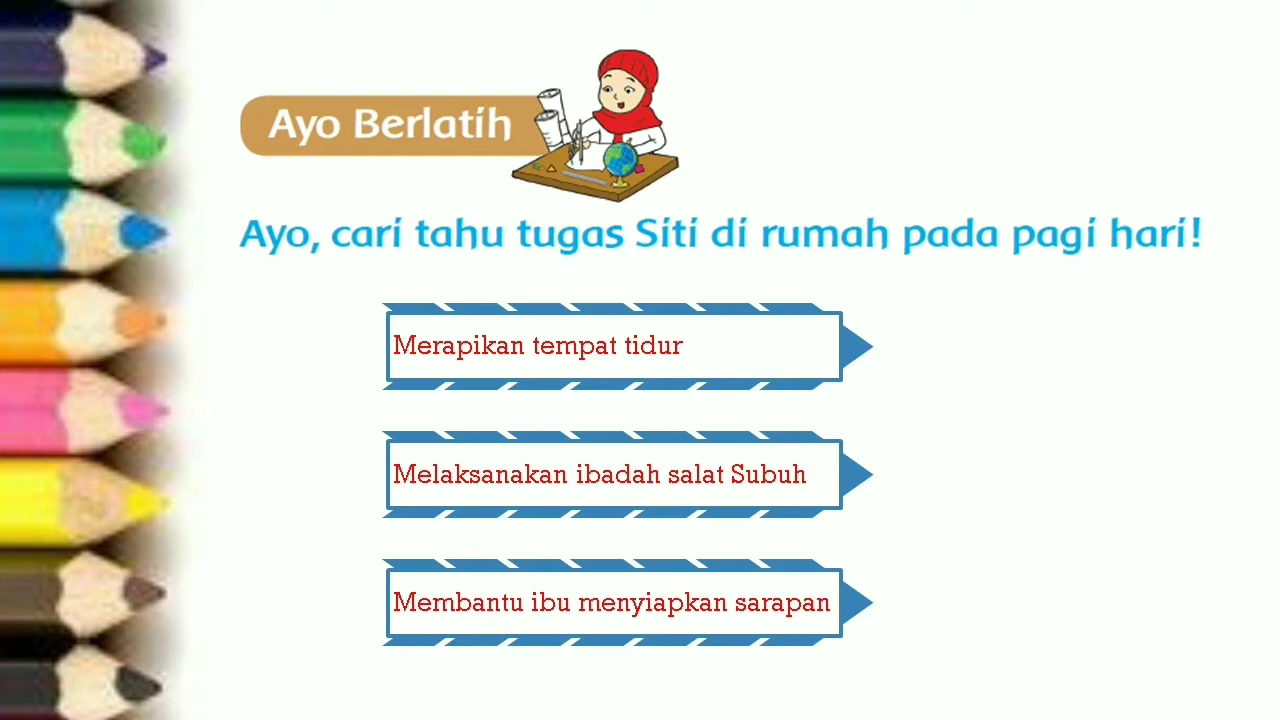 Ayo Berlatih
Ayo, cari tahu tugas Siti di rumah pada pagi hari!
Merapikan tempat tidur
Melaksanakan ibadah salat Subuh
Membantu ibu menyiapkan sarapan